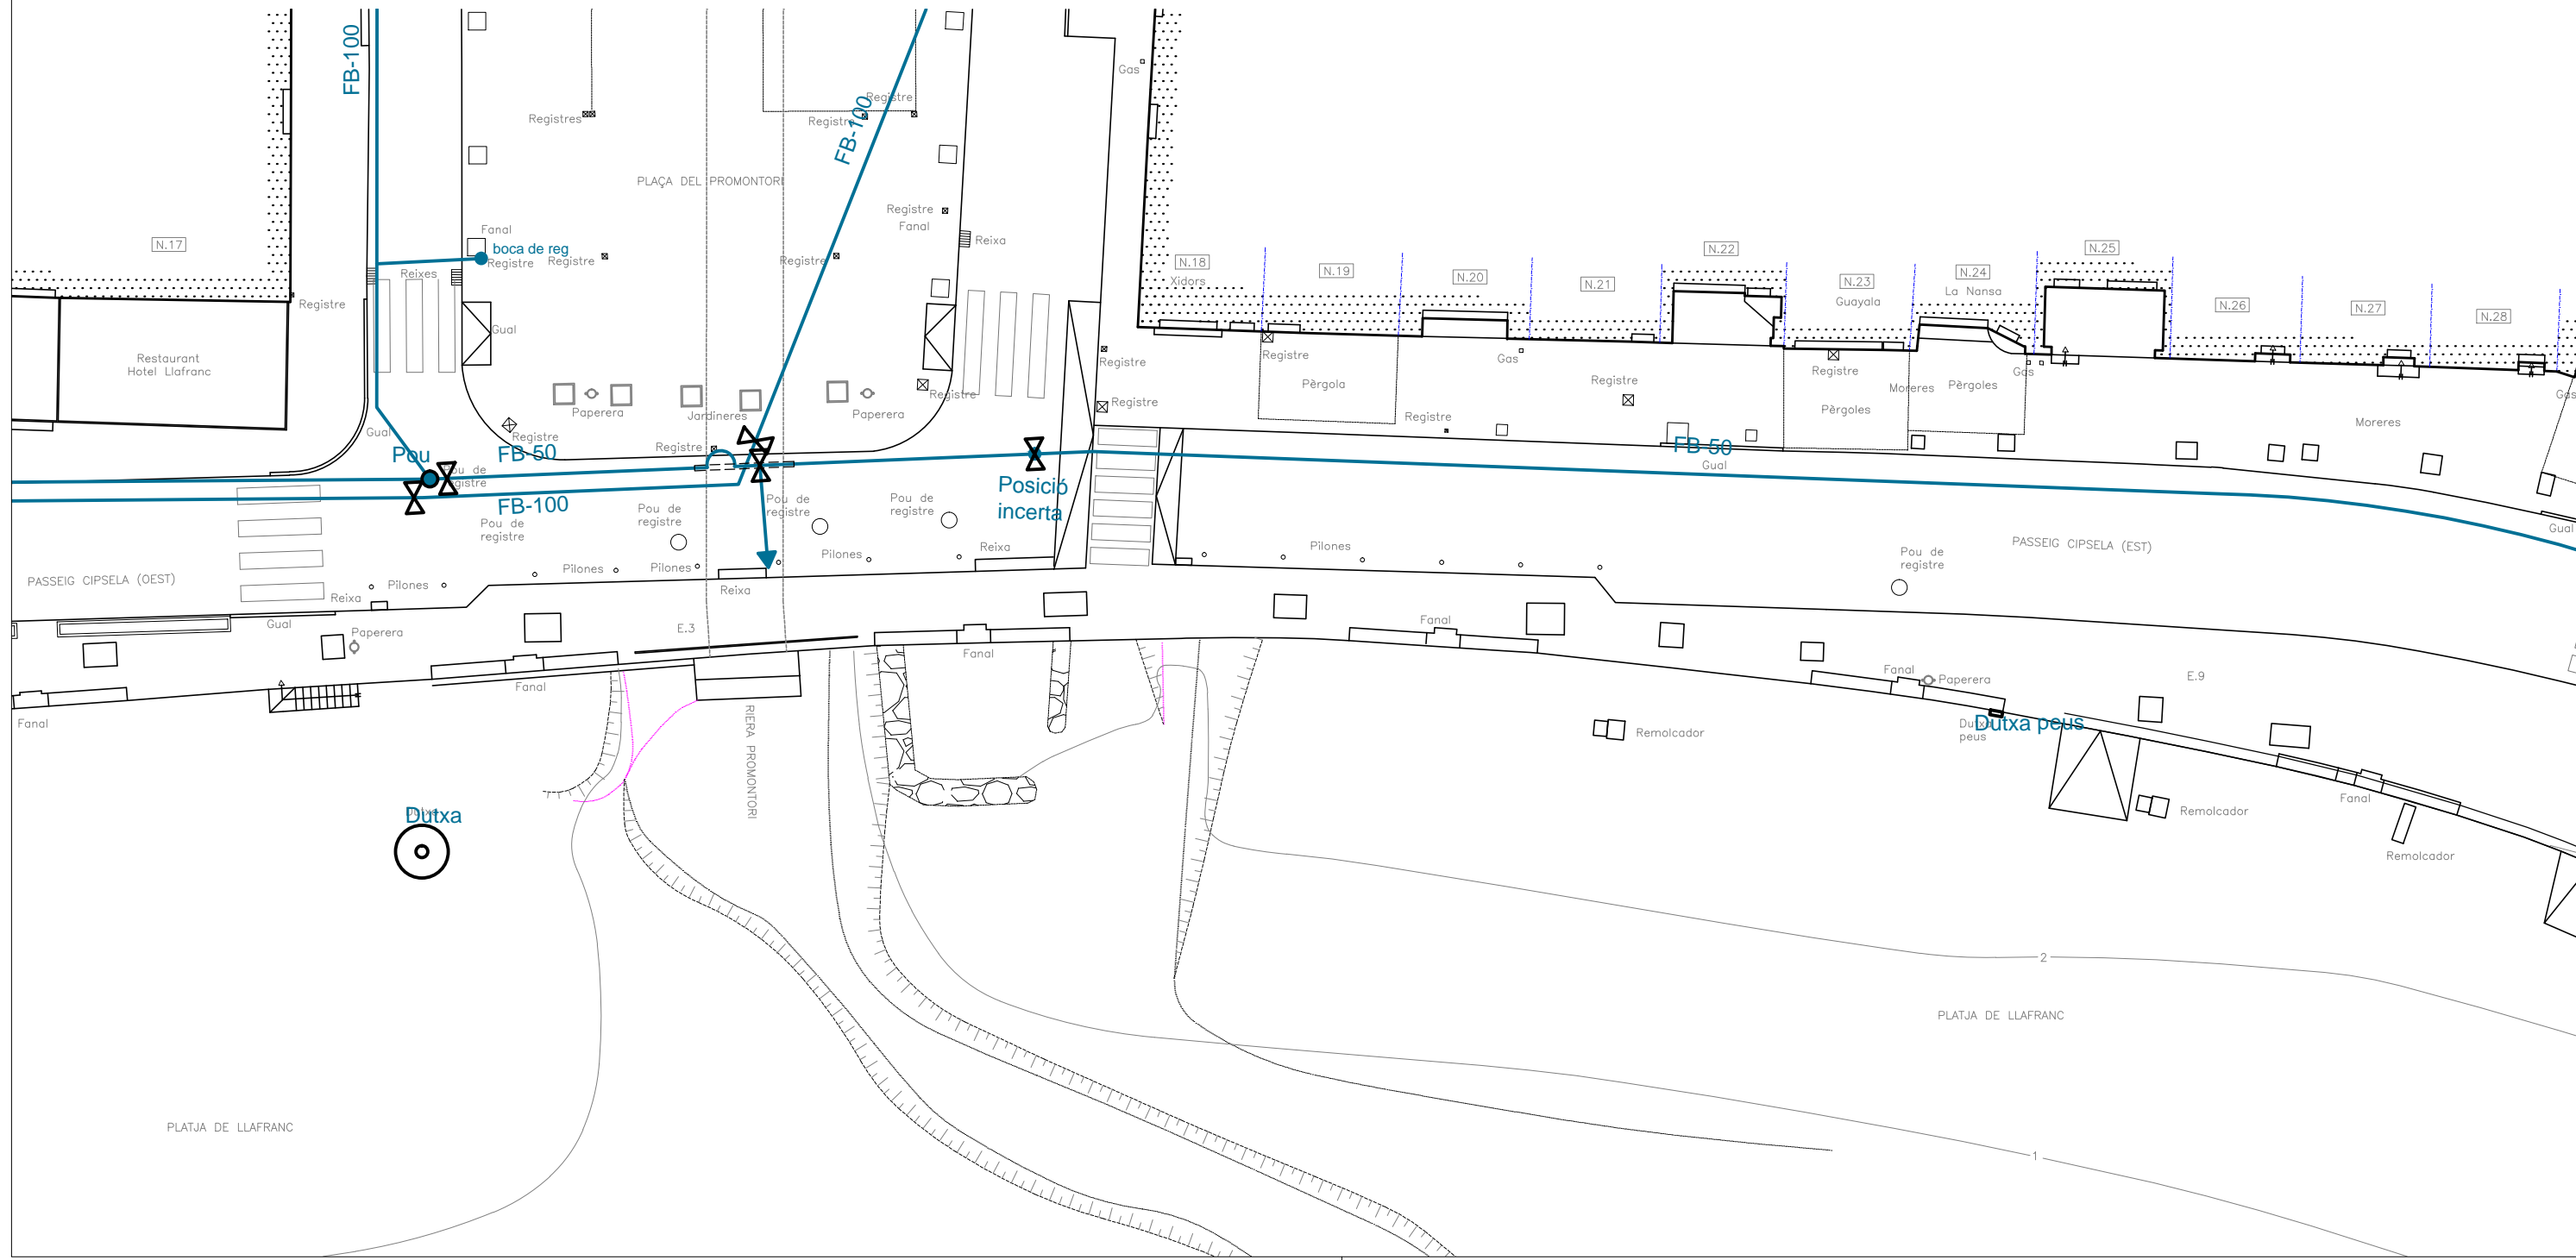 FB-100
Registres
Registre
Registre
FB-100
Gas
PLAÇA DEL PROMONTORI
N.17
Fanal
boca de reg
Registre
Registre
Registre
Registre
Fanal
Reixa
Reixes
Registre
Gual
Restaurant
Hotel Llafranc
N.18
Xidors
N.19
N.20
N.21
N.22
N.23
Guayala
N.24
La Nansa
N.25
N.26
N.27
N.28
Registre
Registre
Registre
Pèrgola
Gas
Registre
Registre
Registre
Pèrgoles
Moreres
Pèrgoles
Gas
Moreres
Gas
Paperera
Jardineres
Paperera
Registre
Gual
Registre
Registre
Pou
FB-50
Pou de
registre
FB-100
Pou de
registre
Pou de
registre
Pou de
registre
Pou de
registre
Posició
incerta
FB-50
Gual
Gual
PASSEIG CIPSELA (OEST)
Pilones
Pilones
Pilones
Pilones
Reixa
Pilones
PASSEIG CIPSELA (EST)
Pou de
registre
Reixa
Reixa
Gual
Paperera
E.3
Fanal
Fanal
Fanal
Fanal
Fanal
Paperera
E.9
RIERA PROMONTORI
Remolcador
Dutxa peus
Dutxa
peus
Remolcador
Fanal
Remolcador
Dutxa
2
PLATJA DE LLAFRANC
PLATJA DE LLAFRANC
1